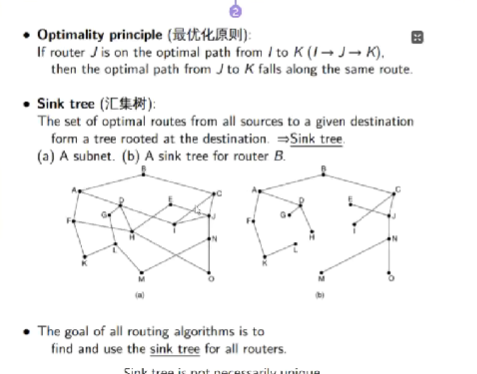 2
• Optimality principle (最优化原则):
If router J is on the optimal path from I to K (I → J → K),
then the optimal path from J to K falls along the same route.
• Sink tree (汇集树):
The set of optimal routes from all sources to a given destination
form a tree rooted at the destination. ⇒Sink tree.
(a) A subnet. (b) A sink tree for router B.
B B
A C A C
D E D E
F G J F G J
H I H I N
L N L
K K
M O M O
(a) (b)
• The goal of all routing algorithms is to
find and use the sink tree for all routers.
Sink tree is not necessarily unique